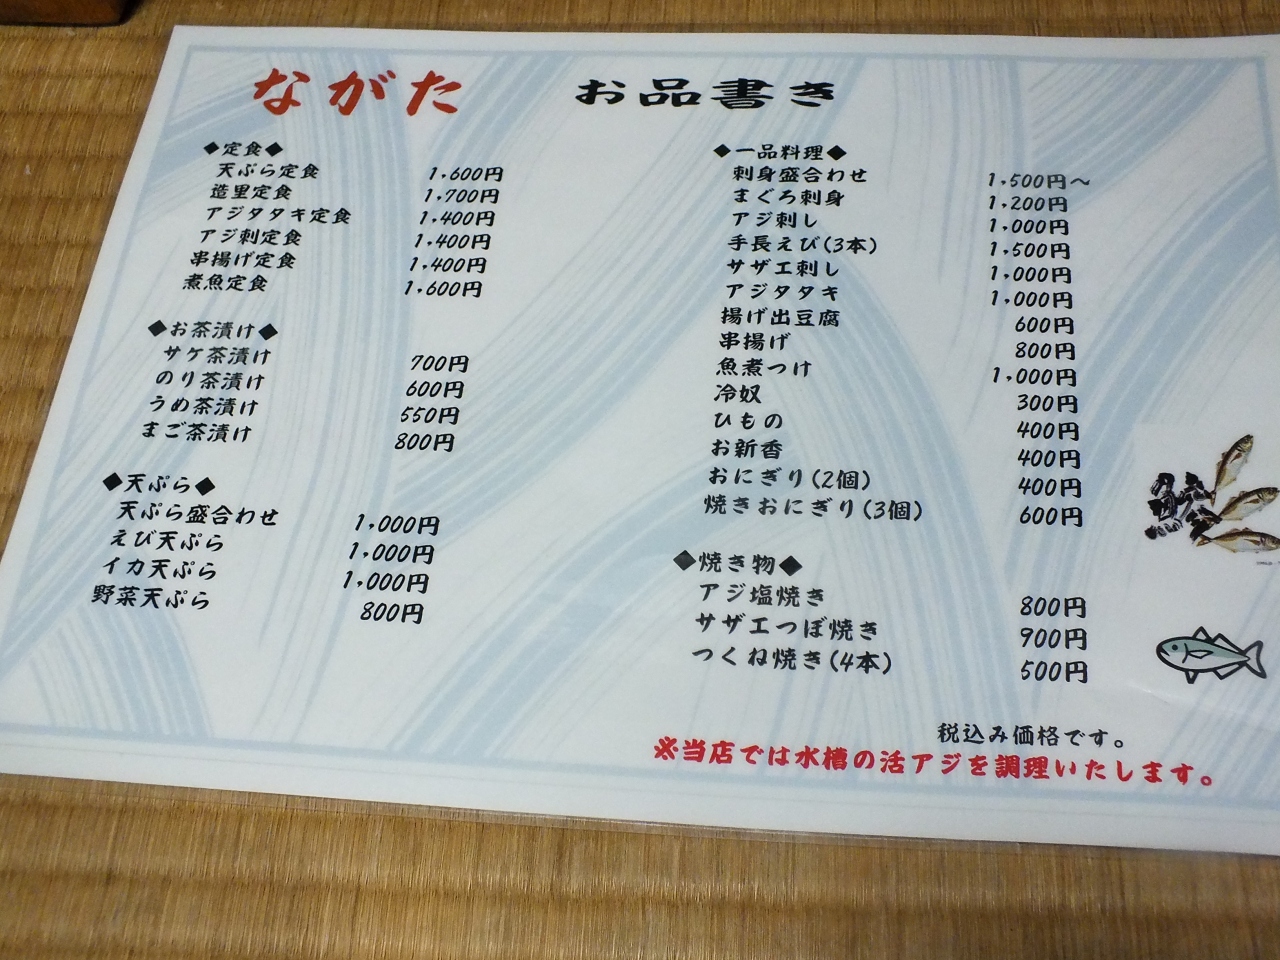 ながた お品書き
◆定食◆
天ぷら定食 1,600円
造里定食 1,700円
アジタタキ定食 1,400円
アジ刺定食 1,400円
串揚げ定食 1,400円
煮魚定食 1,600円
◆お茶漬け◆
サケ茶漬け 700円
のり茶漬け 600円
うめ茶漬け 550円
まご茶漬け 800円
◆天ぷら◆
天ぷら盛合わせ 1,000円
えび天ぷら 1,000円
イカ天ぷら 1,000円
野菜天ぷら 800円
◆一品料理◆
刺身盛合わせ 1,500円～
まぐろ刺身 1,200円
アジ刺し 1,000円
手長えび(3本) 1,500円
サザエ刺し 1,000円
アジタタキ 1,000円
揚げ出豆腐 600円
串揚げ 800円
魚煮つけ 1,000円
冷奴 300円
ひもの 400円
お新香 400円
おにぎり(2個) 400円
焼きおにぎり(3個) 600円
◆焼き物◆
アジ塩焼き 800円
サザエつぼ焼き 900円
つくね焼き(4本) 500円
税込み価格です。
※当店では水槽の活アジを調理いたします。